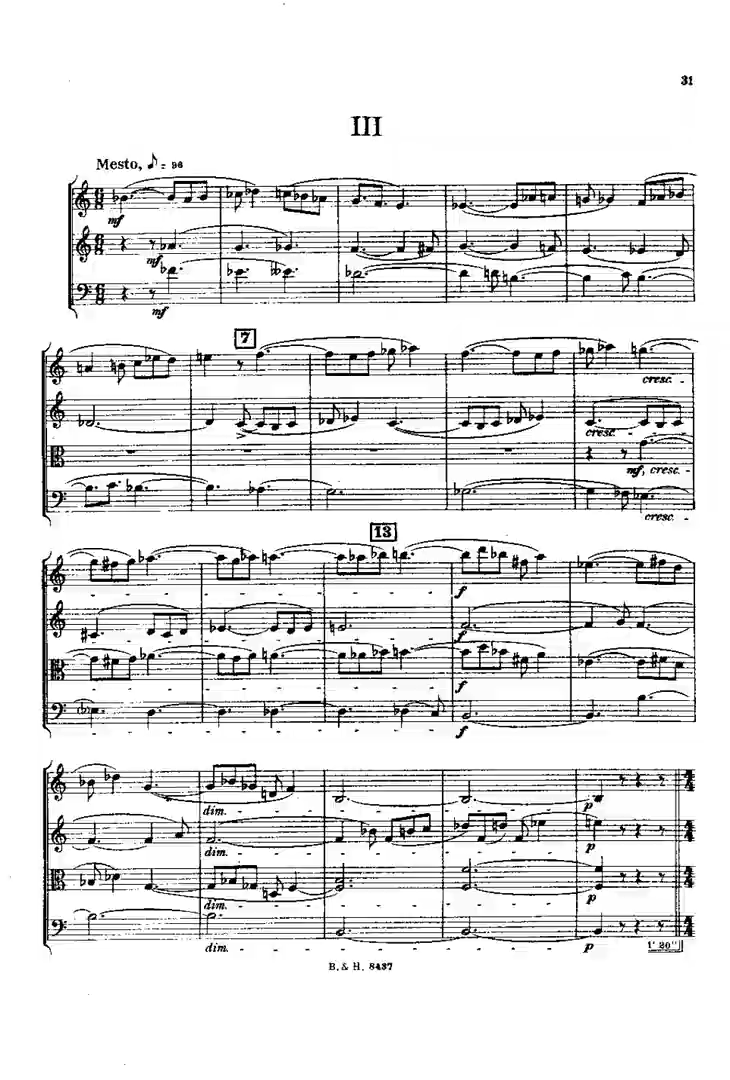 31
III
Mesto, ♪= 96
mf
mf
mf
7
cresc. -
cresc. -
mf, cresc. -
cresc. -
13
f
f
f
f
dim. - - - - - - p
dim. - - - - - - p
dim. - - - - - - p
dim. - - - - - - p
1' 20"
B. & H. 8437